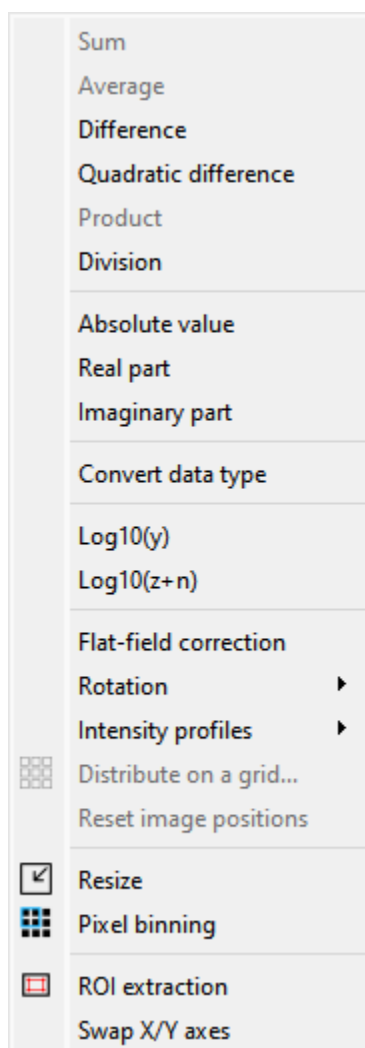 Sum
Average
Difference
Quadratic difference
Product
Division
Absolute value
Real part
Imaginary part
Convert data type
Log10(y)
Log10(z+n)
Flat-field correction
Rotation
Intensity profiles
Distribute on a grid...
Reset image positions
Resize
Pixel binning
ROI extraction
Swap X/Y axes